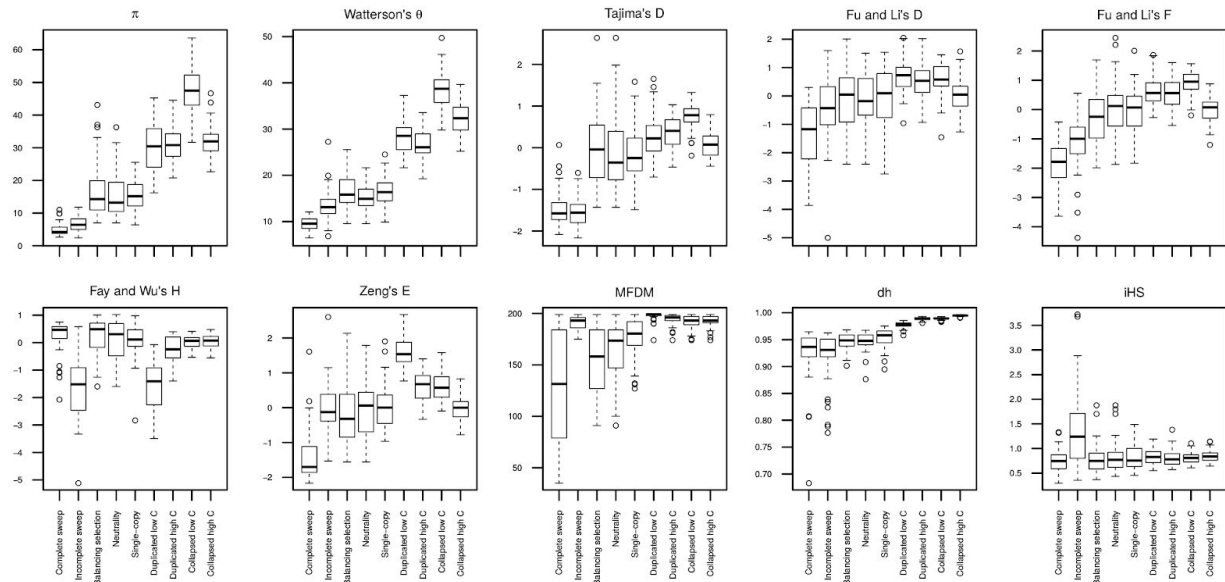 π
Watterson's θ
Tajima's D
Fu and Li's D
Fu and Li's F
60
50
40
30
20
10
0
50
40
30
20
10
2
1
0
−1
−2
2
1
0
−1
−2
−3
−4
−5
2
1
0
−1
−2
−3
−4
Fay and Wu's H
Zeng's E
MFDM
dh
iHS
1
0
−1
−2
−3
−4
−5
2
1
0
−1
−2
200
150
100
50
1.00
0.95
0.90
0.85
0.80
0.75
0.70
3.5
3.0
2.5
2.0
1.5
1.0
0.5
Complete sweep
Incomplete sweep
Balancing selection
Neutrality
Single−copy
Duplicated low C
Duplicated high C
Collapsed low C
Collapsed high C
Complete sweep
Incomplete sweep
Balancing selection
Neutrality
Single−copy
Duplicated low C
Duplicated high C
Collapsed low C
Collapsed high C
Complete sweep
Incomplete sweep
Balancing selection
Neutrality
Single−copy
Duplicated low C
Duplicated high C
Collapsed low C
Collapsed high C
Complete sweep
Incomplete sweep
Balancing selection
Neutrality
Single−copy
Duplicated low C
Duplicated high C
Collapsed low C
Collapsed high C
Complete sweep
Incomplete sweep
Balancing selection
Neutrality
Single−copy
Duplicated low C
Duplicated high C
Collapsed low C
Collapsed high C